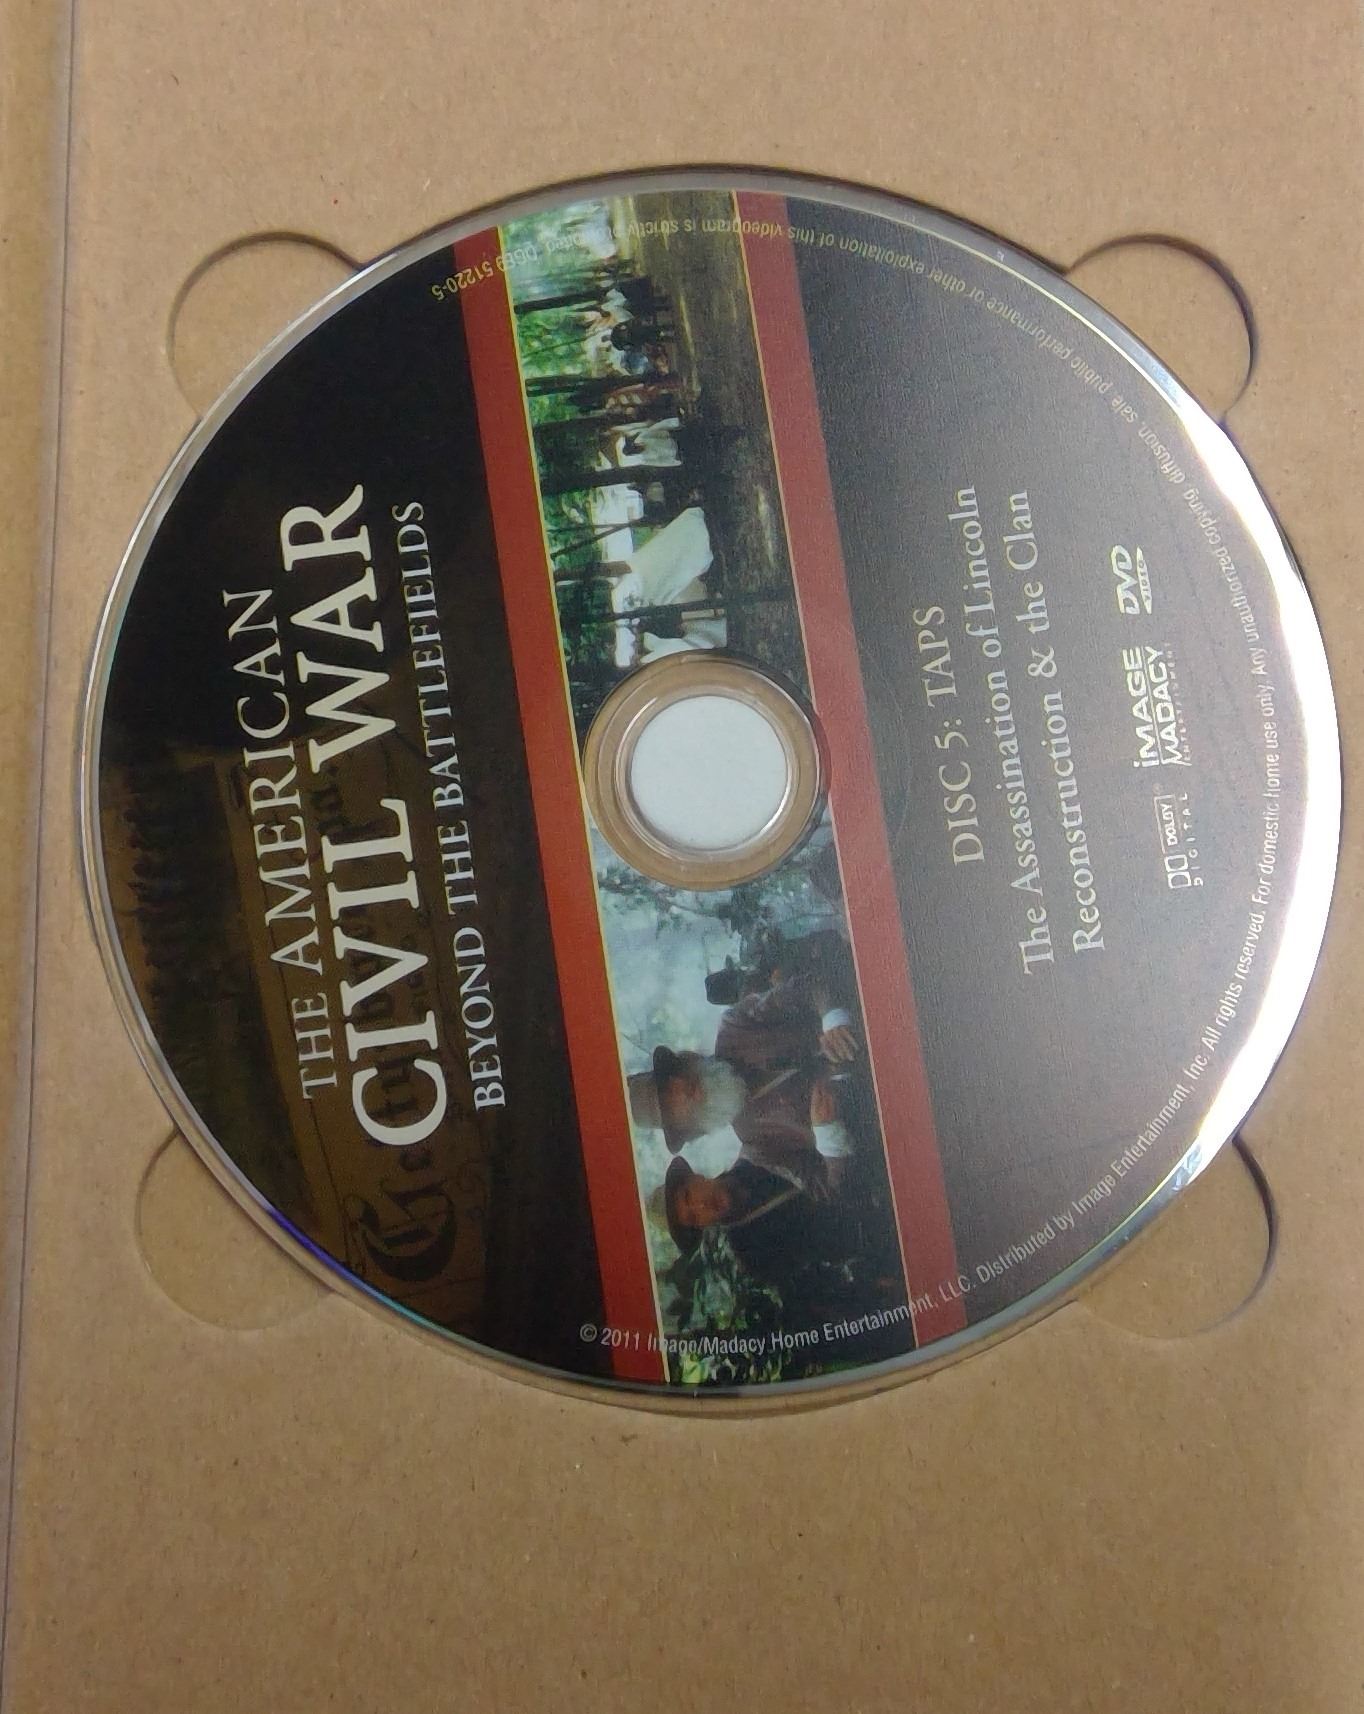 THE AMERICAN
CIVIL WAR
BEYOND THE BATTLEFIELDS
DISC 5: TAPS
The Assassination of Lincoln
Reconstruction & the Clan
DOLBY
DIGITAL
iMAGE
MADACY
ENTERTAINMENT
DVD
VIDEO
© 2011 Image/Madacy Home Entertainment, LLC. Distributed by Image Entertainment, Inc. All rights reserved. For domestic home use only. Any unauthorized copying diffusion, sale, public performance or other exploitation of this videogram is strictly prohibited. 51220-5